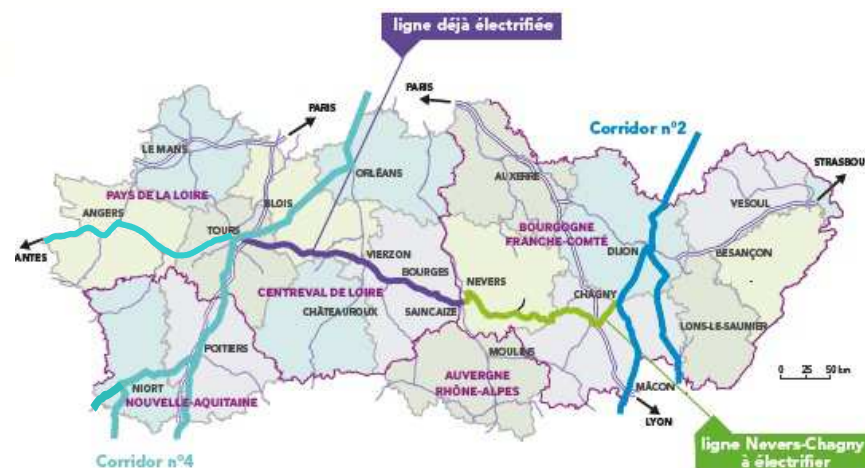 ligne déjà électrifiée
PARIS
PARIS
Corridor n°2
LE MANS
ORLÉANS
AUXERRE
STRASBOU
PAYS DE LA LOIRE
BLOIS
VESOUL
ANGERS
TOURS
BOURGOGNE
FRANCHE-COMTÉ
DIJON
BESANÇON
ANTES
VIERZON
BOURGES
NEVERS
CENTREVAL DE LOIRE
CHAGNY
CHÂTEAUROUX
SAINCAIZE
LONS-LE-SAUNIER
POITIERS
MOULINS
AUVERGNE
RHÔNE-ALPES
0 25 50 km
NIORT
MÂCON
NOUVELLE-AQUITAINE
LYON
Corridor n°4
ligne Nevers-Chagny
à électrifier